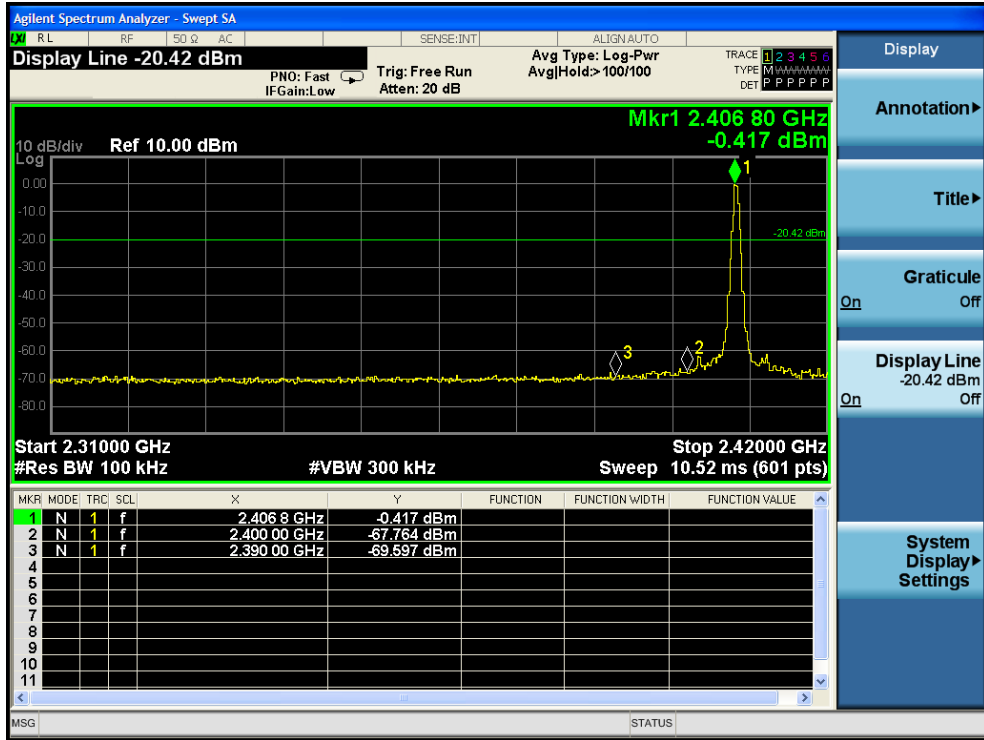 Agilent Spectrum Analyzer - Swept SA
LXI RL RF 50 Ω AC SENSE:INT ALIGN AUTO
Display Line -20.42 dBm
PNO: Fast
IFGain:Low
Trig: Free Run
Atten: 20 dB
Avg Type: Log-Pwr
Avg|Hold:>100/100
TRACE 1 2 3 4 5 6
TYPE M WWWWW
DET P P P P P P
Mkr1 2.406 80 GHz
-0.417 dBm
10 dB/div Ref 10.00 dBm
Log
1
0.00
-10.0
-20.0
-20.42 dBm
-30.0
-40.0
-50.0
-60.0
3
2
-70.0
-80.0
Start 2.31000 GHz Stop 2.42000 GHz
#Res BW 100 kHz #VBW 300 kHz Sweep 10.52 ms (601 pts)
MKR MODE TRC SCL X Y FUNCTION FUNCTION WIDTH FUNCTION VALUE
1 N 1 f 2.406 8 GHz -0.417 dBm
2 N 1 f 2.400 00 GHz -67.764 dBm
3 N 1 f 2.390 00 GHz -69.597 dBm
4
5
6
7
8
9
10
11
MSG STATUS
Display
Annotation
Title
Graticule
On Off
Display Line
-20.42 dBm
On Off
System
Display
Settings